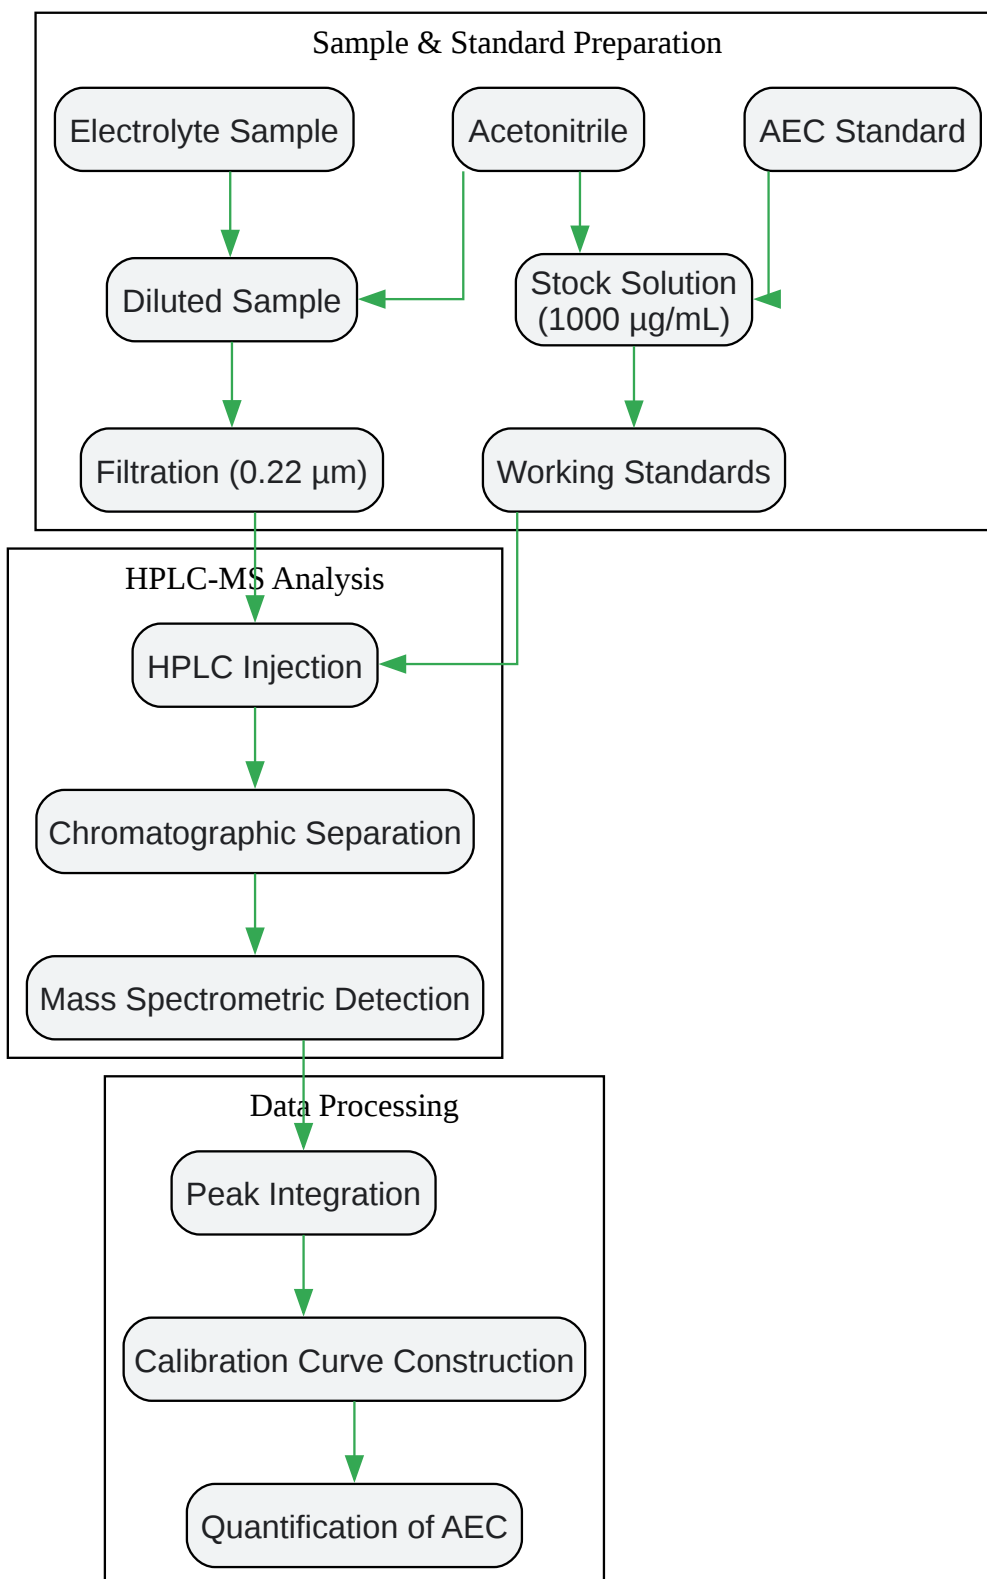 Sample & Standard Preparation
Electrolyte Sample
Acetonitrile
AEC Standard
Diluted Sample
Stock Solution
(1000 µg/mL)
Filtration (0.22 µm)
Working Standards
HPLC-MS Analysis
HPLC Injection
Chromatographic Separation
Mass Spectrometric Detection
Data Processing
Peak Integration
Calibration Curve Construction
Quantification of AEC